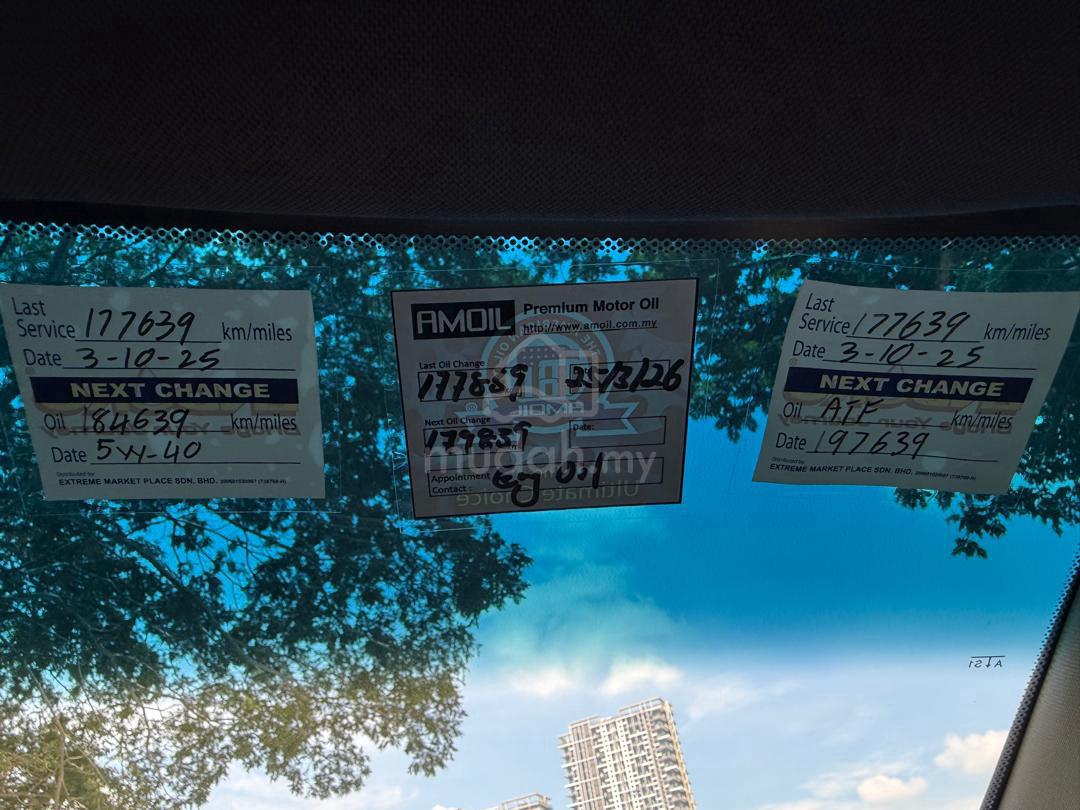 Last
Service 177639 km/miles
Date 3-10-25
NEXT CHANGE
Oil 184639 km/miles
Date 5W-40
Distributed by
EXTREME MARKET PLACE SDN. BHD.
AMOIL Premium Motor Oil
http://www.amoil.com.my
Last Oil Change
177859 25/3/26
Next Oil Change Date:
179859
mudah.my
Appointment Eng Oil
Contact :
Last
Service 177639 km/miles
Date 3-10-25
NEXT CHANGE
Oil ATF km/miles
Date 197639
Distributed by
EXTREME MARKET PLACE SDN. BHD.